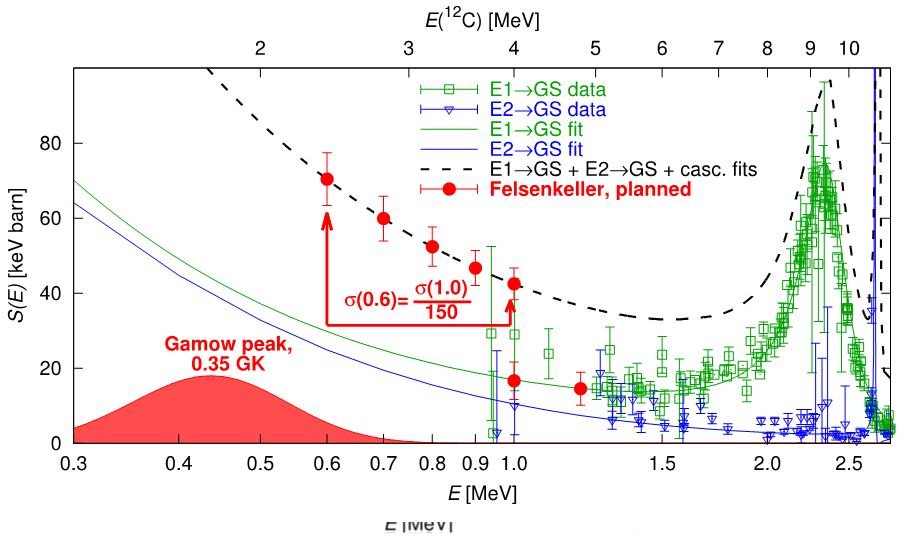 E(¹²C) [MeV]
2 3 4 5 6 7 8 9 10
E1→GS data
E2→GS data
E1→GS fit
E2→GS fit
E1→GS + E2→GS + casc. fits
Felsenkeller, planned
S(E) [keV barn]
80
60
40
20
0
σ(0.6)= σ(1.0)
150
Gamow peak,
0.35 GK
0.3 0.4 0.5 0.6 0.7 0.8 0.9 1.0 1.5 2.0 2.5
E [MeV]
E [MeV]